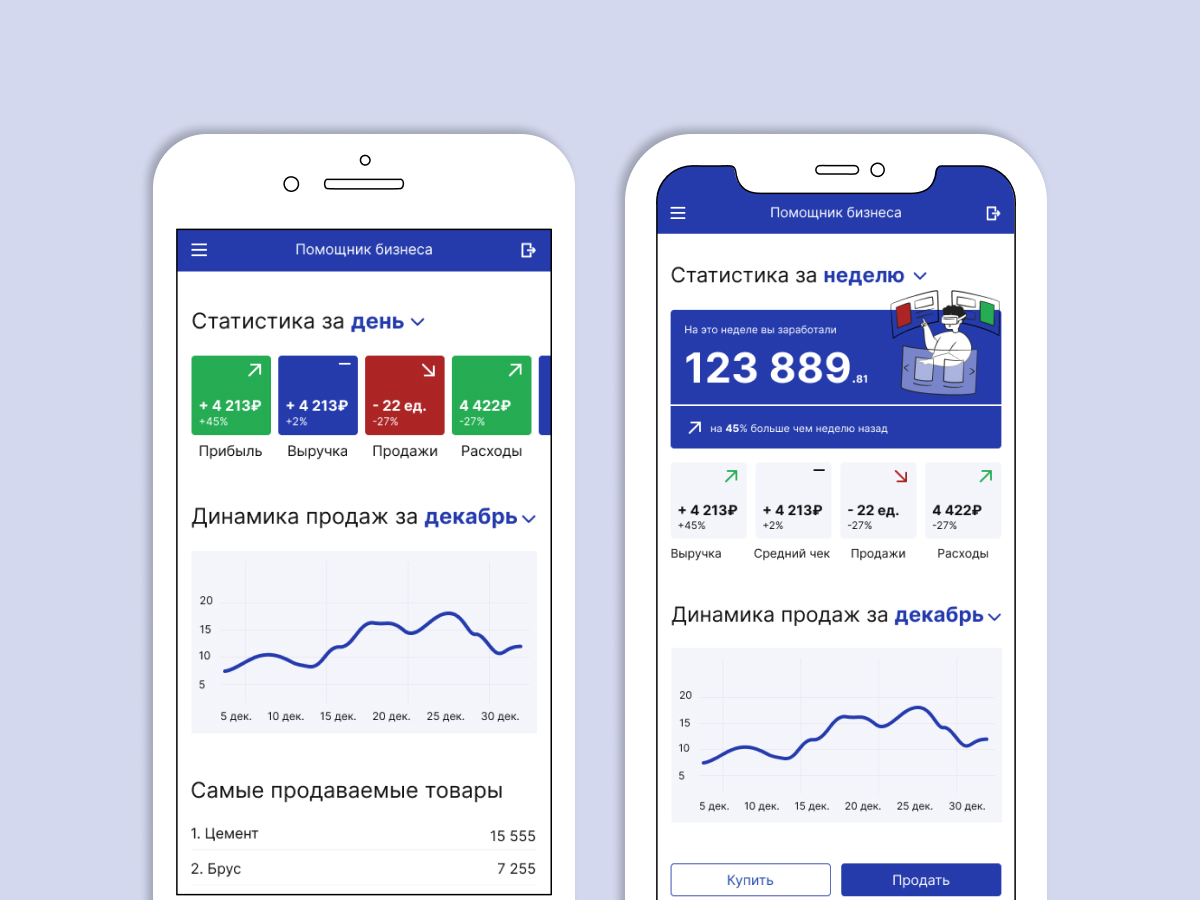 Помощник бизнеса
Статистика за день
+ 4 213₽
+45%
Прибыль
+ 4 213₽
+2%
Выручка
- 22 ед.
-27%
Продажи
4 422₽
-27%
Расходы
Динамика продаж за декабрь
20
15
10
5
5 дек. 10 дек. 15 дек. 20 дек. 25 дек. 30 дек.
Самые продаваемые товары
1. Цемент 15 555
2. Брус 7 255
Помощник бизнеса
Статистика за неделю
На это неделе вы заработали
123 889.81
на 45% больше чем неделю назад
+ 4 213₽
+45%
Выручка
+ 4 213₽
+2%
Средний чек
- 22 ед.
-27%
Продажи
4 422₽
-27%
Расходы
Динамика продаж за декабрь
20
15
10
5
5 дек. 10 дек. 15 дек. 20 дек. 25 дек. 30 дек.
Купить Продать